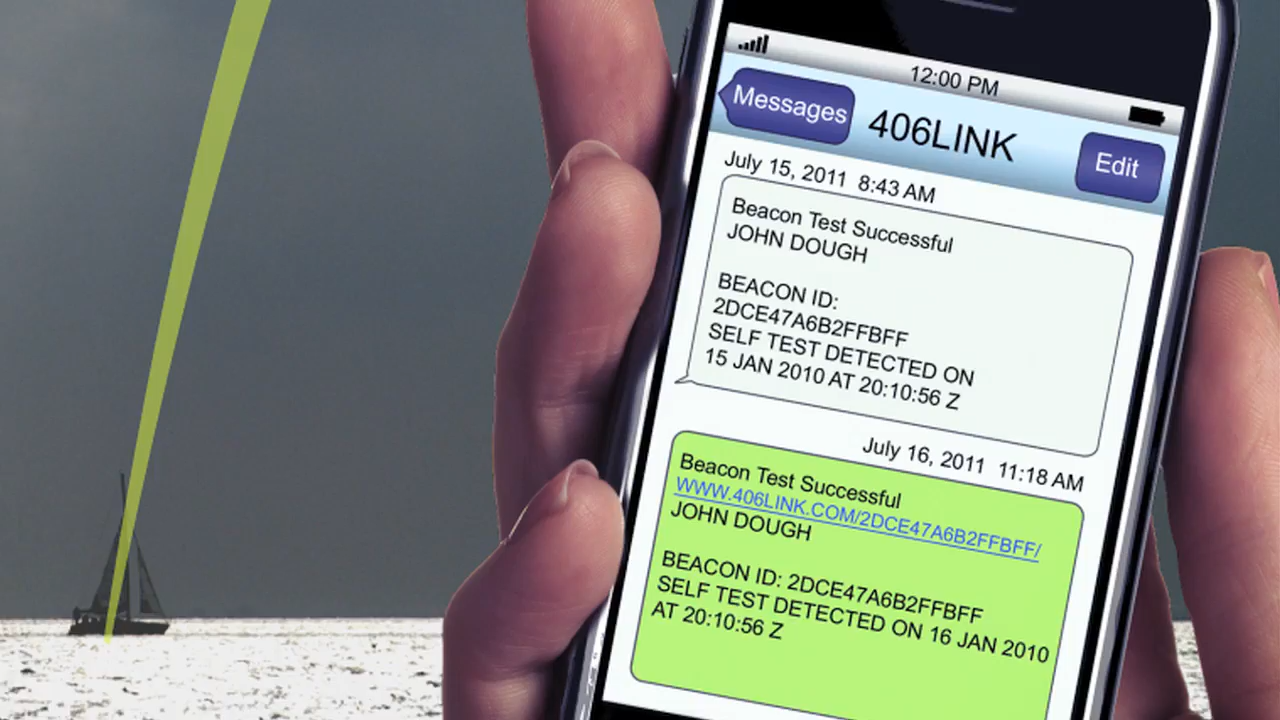 12:00 PM
Messages
406LINK
Edit
July 15, 2011 8:43 AM
Beacon Test Successful
JOHN DOUGH
BEACON ID:
2DCE47A6B2FFBFF
SELF TEST DETECTED ON
15 JAN 2010 AT 20:10:56 Z
July 16, 2011 11:18 AM
Beacon Test Successful
WWW.406LINK.COM/2DCE47A6B2FFBFF/
JOHN DOUGH
BEACON ID: 2DCE47A6B2FFBFF
SELF TEST DETECTED ON 16 JAN 2010
AT 20:10:56 Z